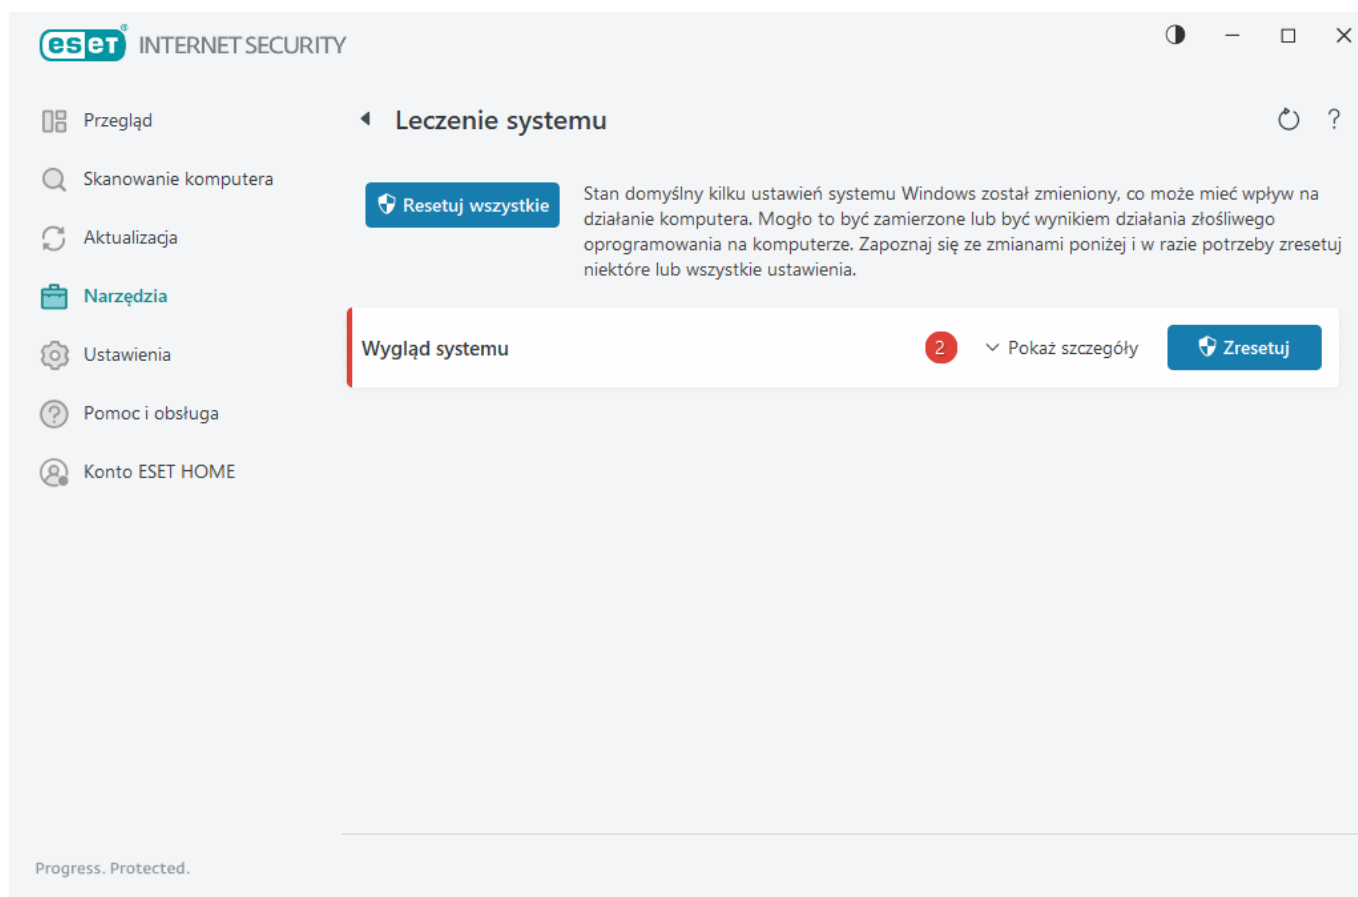 eset® INTERNET SECURITY
Przegląd
Skanowanie komputera
Aktualizacja
Narzędzia
Ustawienia
Pomoc i obsługa
Konto ESET HOME
Leczenie systemu
?
Resetuj wszystkie
Stan domyślny kilku ustawień systemu Windows został zmieniony, co może mieć wpływ na
działanie komputera. Mogło to być zamierzone lub być wynikiem działania złośliwego
oprogramowania na komputerze. Zapoznaj się ze zmianami poniżej i w razie potrzeby zresetuj
niektóre lub wszystkie ustawienia.
Wygląd systemu 2 Pokaż szczegóły Zresetuj
Progress. Protected.